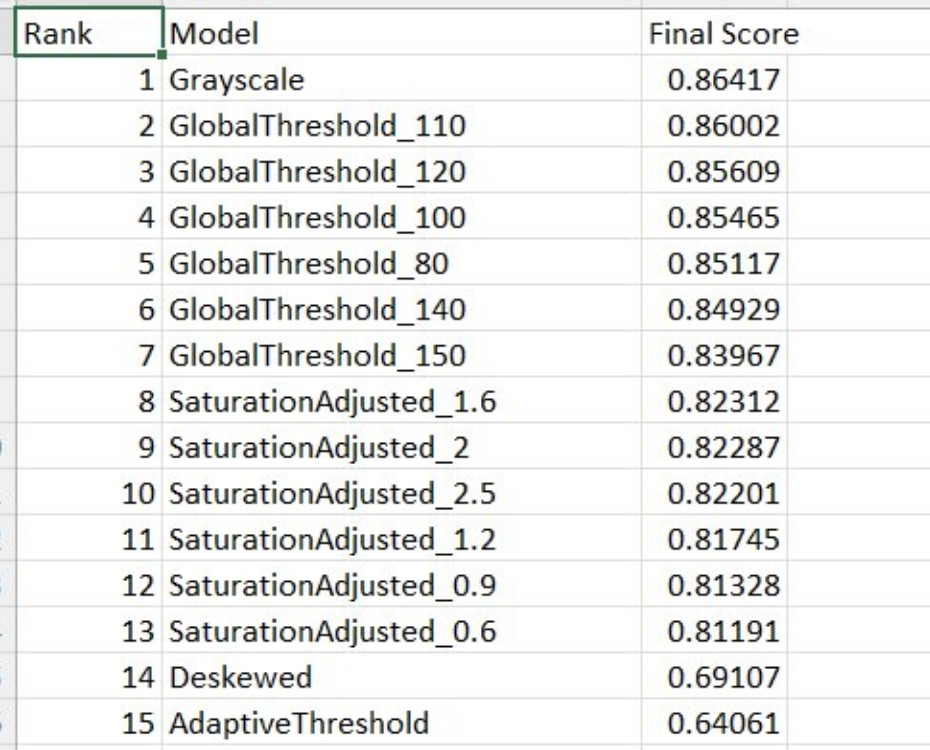 Rank Model Final Score
1 Grayscale 0.86417
2 GlobalThreshold_110 0.86002
3 GlobalThreshold_120 0.85609
4 GlobalThreshold_100 0.85465
5 GlobalThreshold_80 0.85117
6 GlobalThreshold_140 0.84929
7 GlobalThreshold_150 0.83967
8 SaturationAdjusted_1.6 0.82312
9 SaturationAdjusted_2 0.82287
10 SaturationAdjusted_2.5 0.82201
11 SaturationAdjusted_1.2 0.81745
12 SaturationAdjusted_0.9 0.81328
13 SaturationAdjusted_0.6 0.81191
14 Deskewed 0.69107
15 AdaptiveThreshold 0.64061